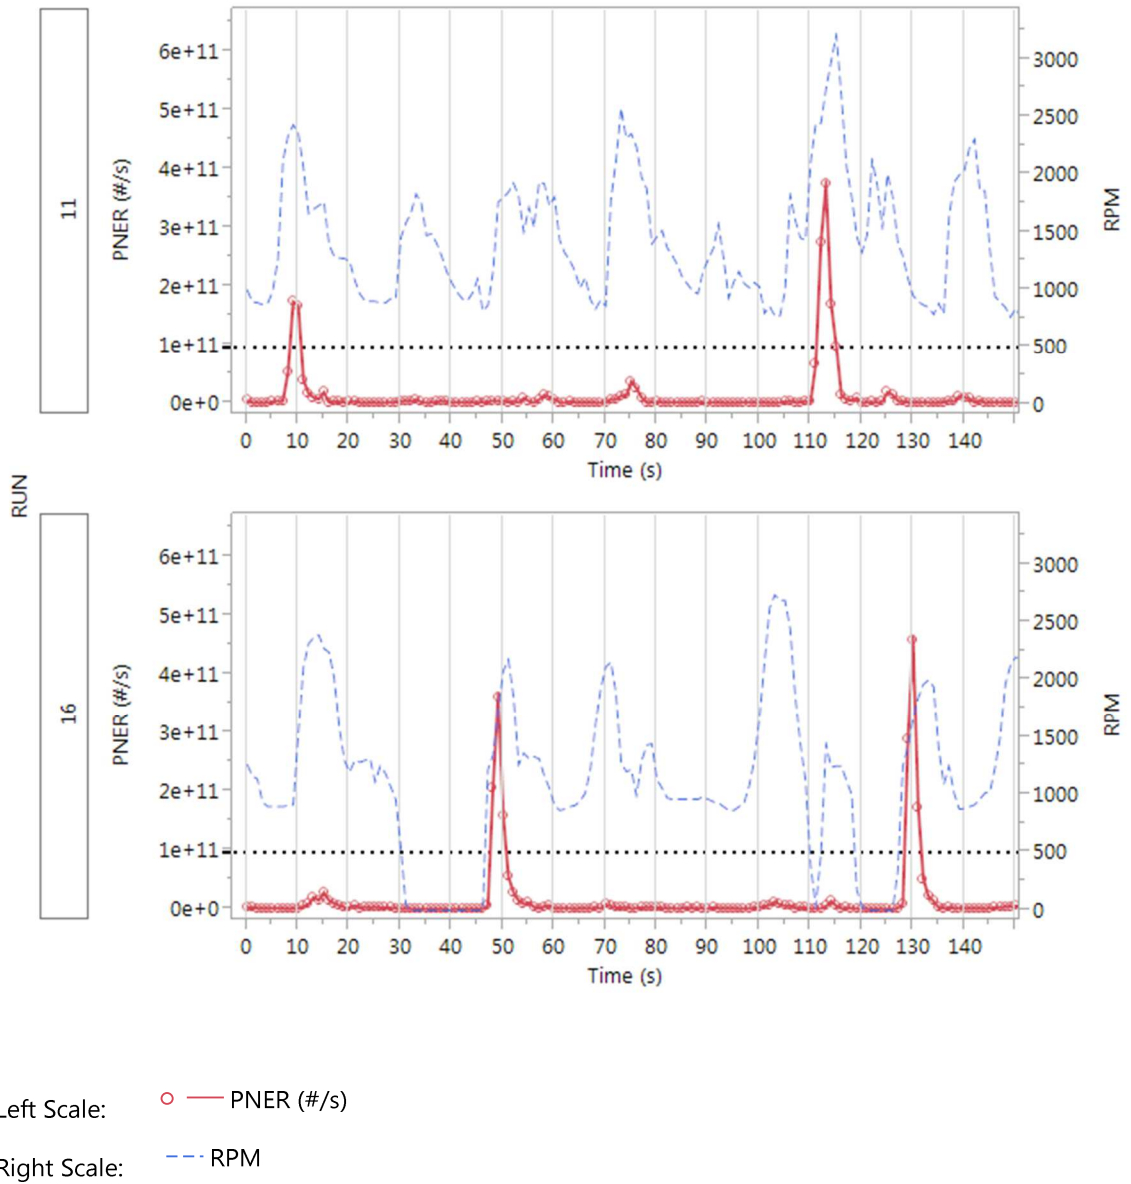 RUN
11
PNER (#/s)
6e+11
5e+11
4e+11
3e+11
2e+11
1e+11
0e+0
3000
2500
2000
1500
1000
500
0
RPM
0 10 20 30 40 50 60 70 80 90 100 110 120 130 140
Time (s)
16
PNER (#/s)
6e+11
5e+11
4e+11
3e+11
2e+11
1e+11
0e+0
3000
2500
2000
1500
1000
500
0
RPM
0 10 20 30 40 50 60 70 80 90 100 110 120 130 140
Time (s)
Left Scale: PNER (#/s)
Right Scale: RPM